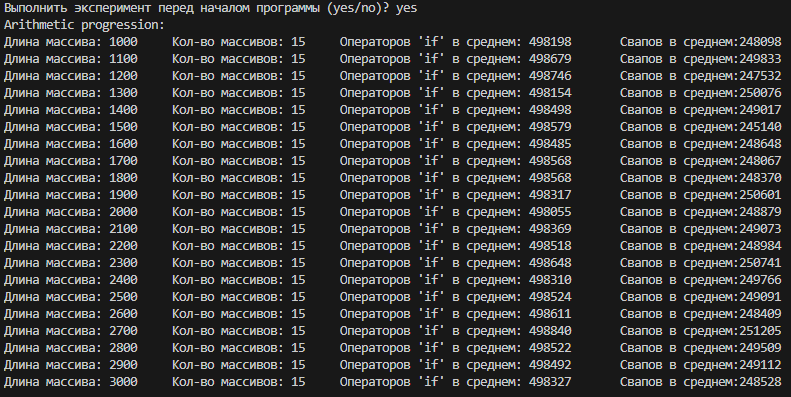 Выполнить эксперимент перед началом программы (yes/no)? yes
Arithmetic progression:
Длина массива: 1000 Кол-во массивов: 15 Операторов 'if' в среднем: 498198 Свапов в среднем:248098
Длина массива: 1100 Кол-во массивов: 15 Операторов 'if' в среднем: 498679 Свапов в среднем:249833
Длина массива: 1200 Кол-во массивов: 15 Операторов 'if' в среднем: 498746 Свапов в среднем:247532
Длина массива: 1300 Кол-во массивов: 15 Операторов 'if' в среднем: 498154 Свапов в среднем:250076
Длина массива: 1400 Кол-во массивов: 15 Операторов 'if' в среднем: 498498 Свапов в среднем:249017
Длина массива: 1500 Кол-во массивов: 15 Операторов 'if' в среднем: 498579 Свапов в среднем:245140
Длина массива: 1600 Кол-во массивов: 15 Операторов 'if' в среднем: 498485 Свапов в среднем:248648
Длина массива: 1700 Кол-во массивов: 15 Операторов 'if' в среднем: 498568 Свапов в среднем:248067
Длина массива: 1800 Кол-во массивов: 15 Операторов 'if' в среднем: 498568 Свапов в среднем:248370
Длина массива: 1900 Кол-во массивов: 15 Операторов 'if' в среднем: 498317 Свапов в среднем:250601
Длина массива: 2000 Кол-во массивов: 15 Операторов 'if' в среднем: 498055 Свапов в среднем:248879
Длина массива: 2100 Кол-во массивов: 15 Операторов 'if' в среднем: 498369 Свапов в среднем:249073
Длина массива: 2200 Кол-во массивов: 15 Операторов 'if' в среднем: 498518 Свапов в среднем:248984
Длина массива: 2300 Кол-во массивов: 15 Операторов 'if' в среднем: 498648 Свапов в среднем:250741
Длина массива: 2400 Кол-во массивов: 15 Операторов 'if' в среднем: 498310 Свапов в среднем:249766
Длина массива: 2500 Кол-во массивов: 15 Операторов 'if' в среднем: 498524 Свапов в среднем:249091
Длина массива: 2600 Кол-во массивов: 15 Операторов 'if' в среднем: 498611 Свапов в среднем:248409
Длина массива: 2700 Кол-во массивов: 15 Операторов 'if' в среднем: 498840 Свапов в среднем:251205
Длина массива: 2800 Кол-во массивов: 15 Операторов 'if' в среднем: 498522 Свапов в среднем:249509
Длина массива: 2900 Кол-во массивов: 15 Операторов 'if' в среднем: 498492 Свапов в среднем:249112
Длина массива: 3000 Кол-во массивов: 15 Операторов 'if' в среднем: 498327 Свапов в среднем:248528